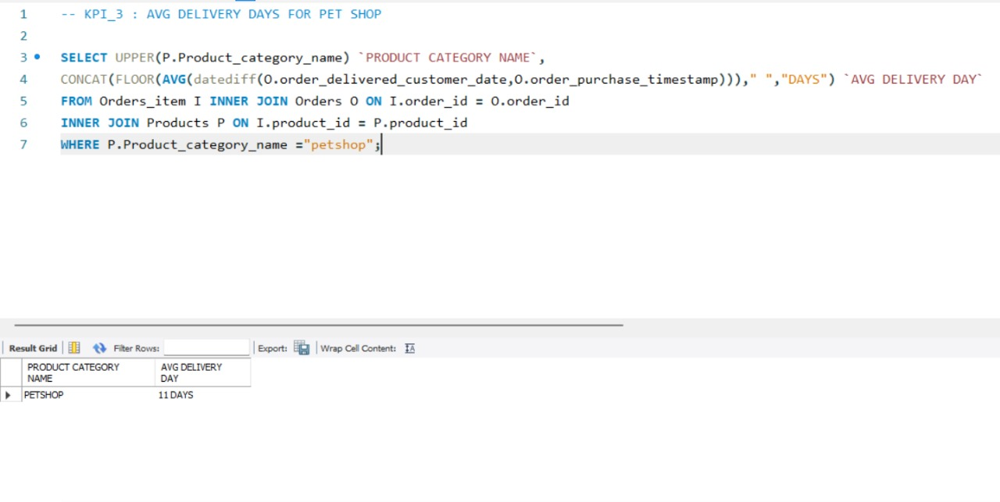 1 -- KPI_3 : AVG DELIVERY DAYS FOR PET SHOP
2
3 SELECT UPPER(P.Product_category_name) `PRODUCT CATEGORY NAME`,
4 CONCAT(FLOOR(AVG(datediff(O.order_delivered_customer_date,O.order_purchase_timestamp)))," ","DAYS") `AVG DELIVERY DAY`
5 FROM Orders_item I INNER JOIN Orders O ON I.order_id = O.order_id
6 INNER JOIN Products P ON I.product_id = P.product_id
7 WHERE P.Product_category_name ="petshop";
Result Grid Filter Rows: Export: Wrap Cell Content: IA
PRODUCT CATEGORY NAME AVG DELIVERY DAY
PETSHOP 11 DAYS